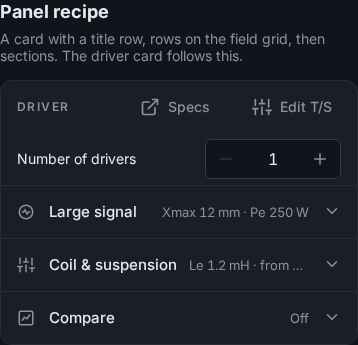 Panel recipe
A card with a title row, rows on the field grid, then
sections. The driver card follows this.
DRIVER Specs Edit T/S
Number of drivers 1
Large signal Xmax 12 mm · Pe 250 W
Coil & suspension Le 1.2 mH · from ...
Compare Off